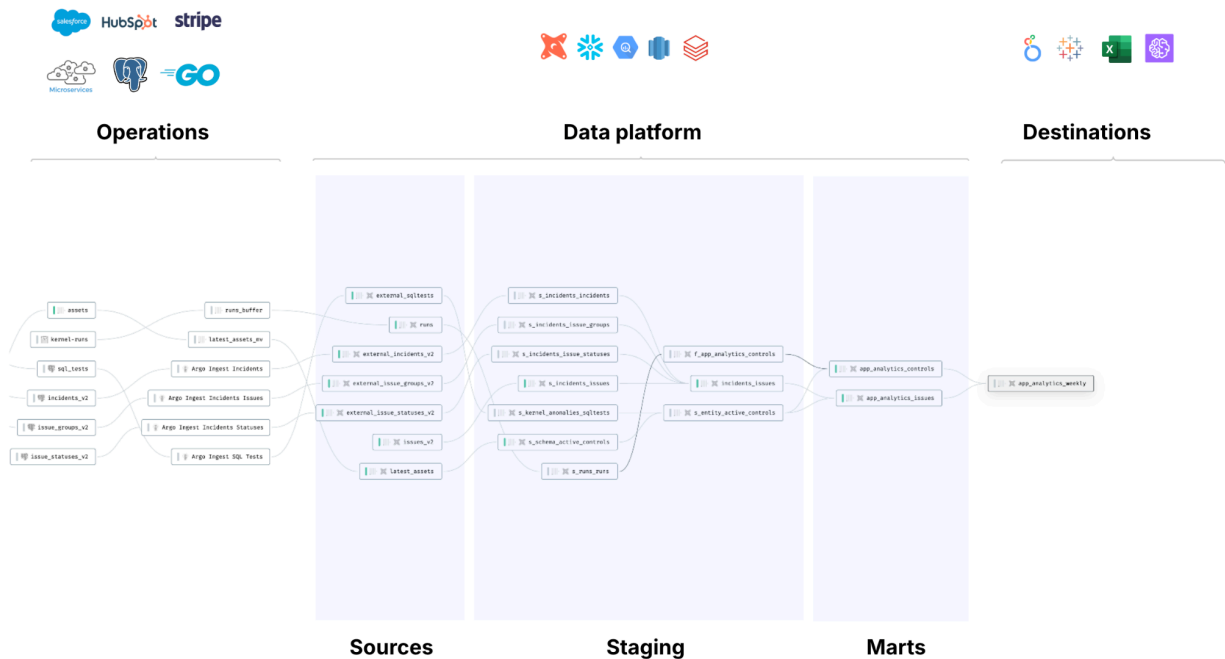 salesforce
HubSpot
stripe
Microservices
GO
Operations
Data platform
Destinations
assets
kernel-runs
sql_tests
incidents_v2
issue_groups_v2
issue_statuses_v2
runs_buffer
latest_assets_mv
Argo Ingest Incidents
Argo Ingest Incidents Issues
Argo Ingest Incidents Statuses
Argo Ingest SQL Tests
external_sqltests
runs
external_incidents_v2
external_issue_groups_v2
external_issue_statuses_v2
issues_v2
latest_assets
s_incidents_incidents
s_incidents_issue_groups
s_incidents_issue_statuses
s_incidents_issues
s_kernel_anomalies_sqltests
s_schema_active_controls
s_runs_runs
f_app_analytics_controls
incidents_issues
s_entity_active_controls
app_analytics_controls
app_analytics_issues
app_analytics_weekly
Sources
Staging
Marts